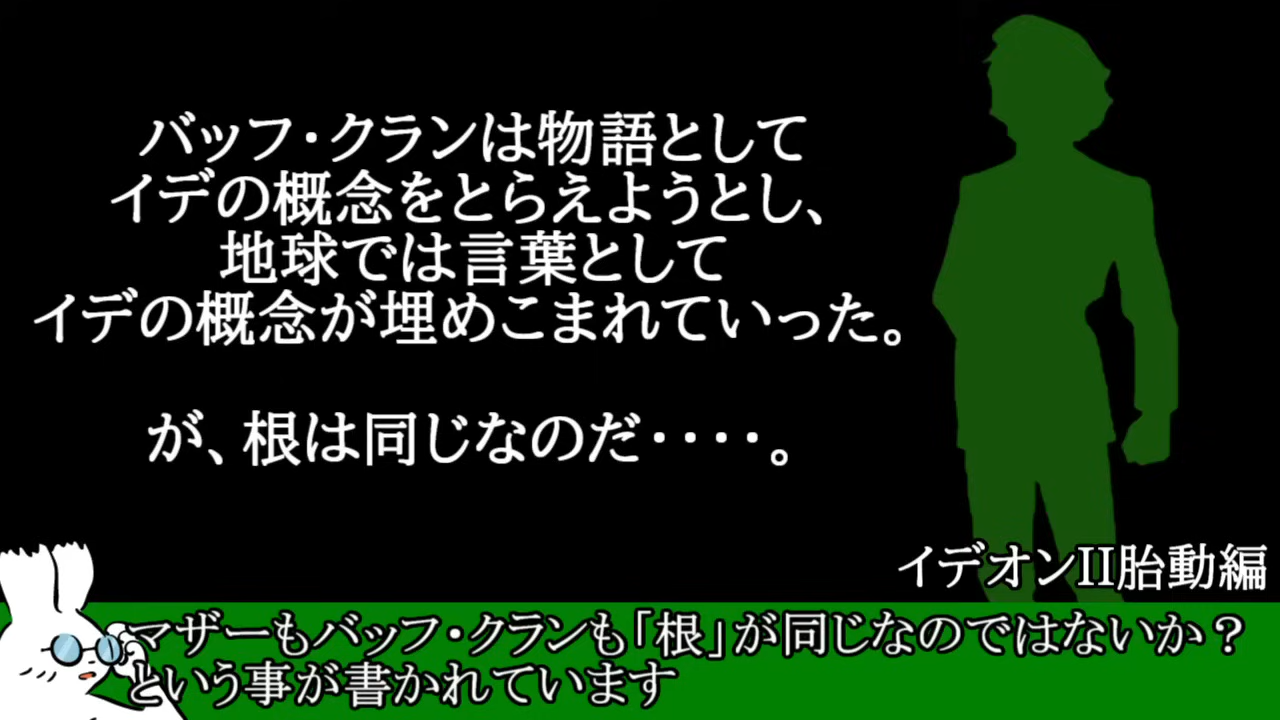 バッフ・クランは物語として
イデの概念をとらえようとし、
地球では言葉として
イデの概念が埋めこまれていった。
が、根は同じなのだ・・・・。
イデオンII胎動編
マザーもバッフ・クランも「根」が同じなのではないか？
という事が書かれています